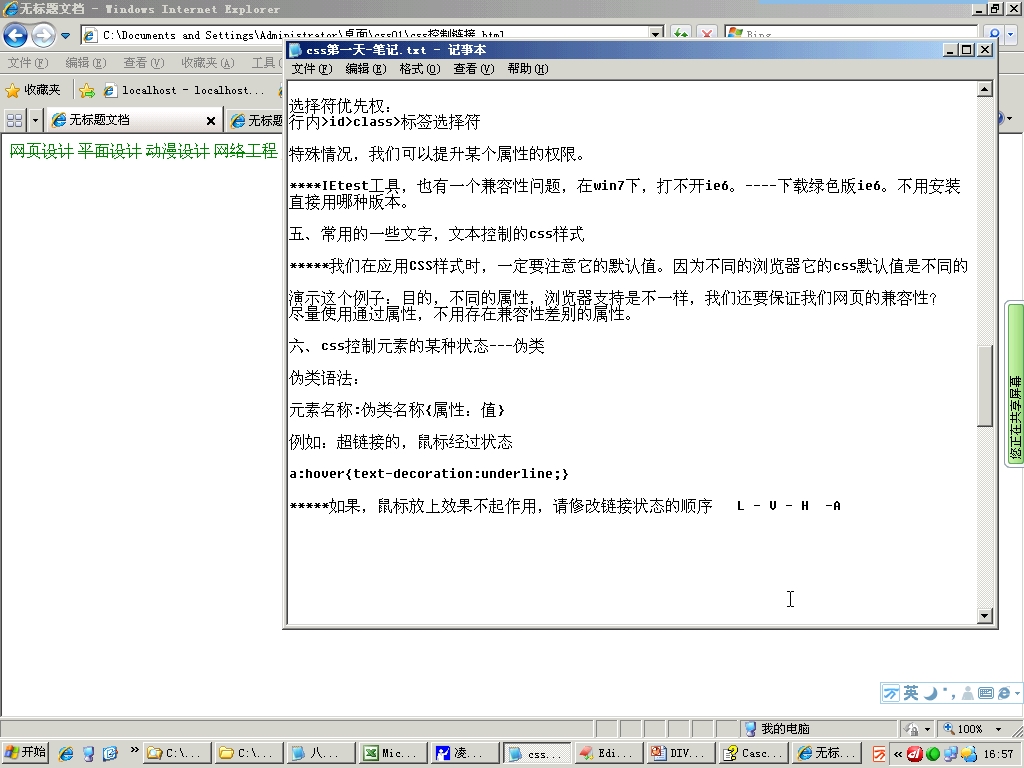 无标题文档 - Windows Internet Explorer
C:\Documents and Settings\Administrator\桌面\css01\css控制链接.html
Bing
文件(F) 编辑(E) 查看(V) 收藏夹(A) 工具
收藏夹 localhost - localhost...
无标题文档 无标题
网页设计 平面设计 动漫设计 网络工程
css第一天-笔记.txt - 记事本
文件(F) 编辑(E) 格式(O) 查看(V) 帮助(H)
选择符优先权：
行内>id>class>标签选择符
特殊情况，我们可以提升某个属性的权限。
****IEtest工具，也有一个兼容性问题，在win7下，打不开ie6。----下载绿色版ie6。不用安装
直接用哪种版本。
五、常用的一些文字，文本控制的css样式
*****我们在应用CSS样式时，一定要注意它的默认值。因为不同的浏览器它的css默认值是不同的
演示这个例子：目的，不同的属性，浏览器支持是不一样，我们还要保证我们网页的兼容性？
尽量使用通过属性，不用存在兼容性差别的属性。
六、css控制元素的某种状态---伪类
伪类语法：
元素名称:伪类名称{属性：值}
例如：超链接的，鼠标经过状态
a:hover{text-decoration:underline;}
*****如果，鼠标放上效果不起作用，请修改链接状态的顺序 L - V - H -A
您正在共享屏幕
英
我的电脑 100%
开始 C:\... C:\... 八... Mic... 凌... css... Edi... DIV... Casc... 无标... 16:57